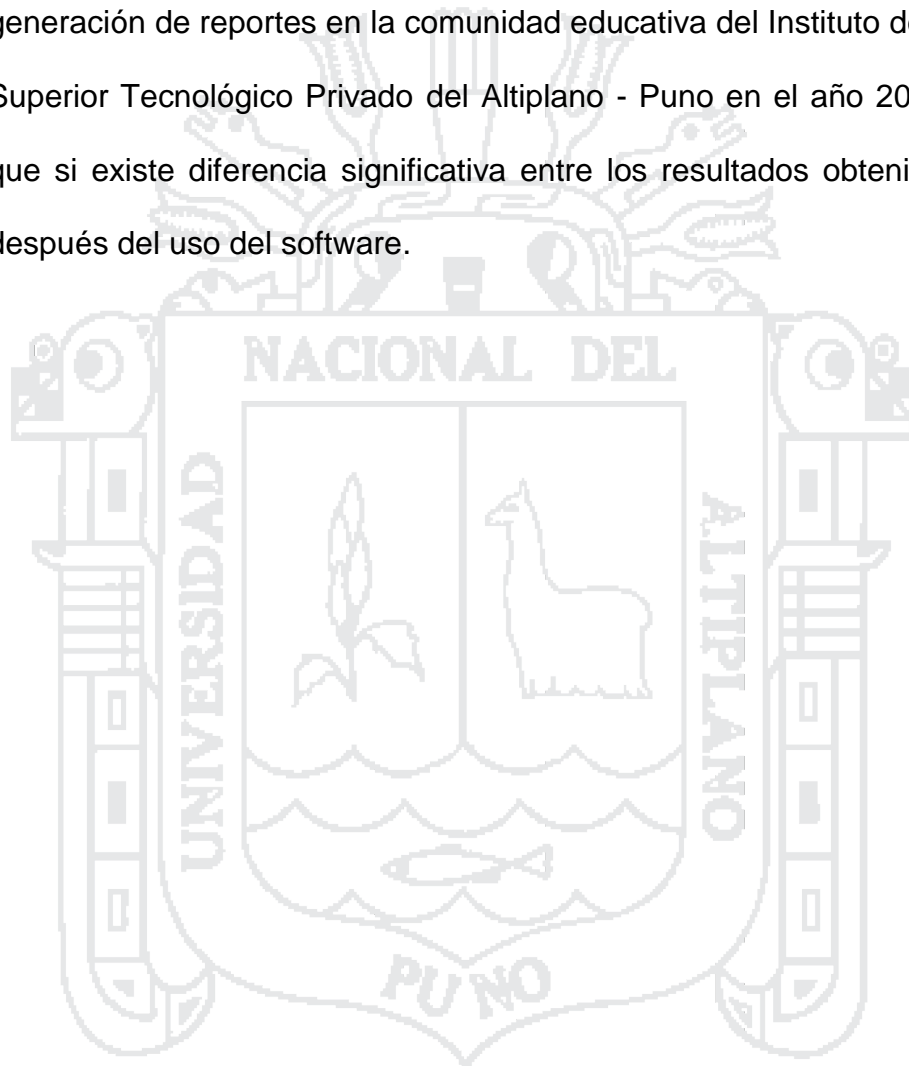 generación de reportes en la comunidad educativa del Instituto de
Superior Tecnológico Privado del Altiplano - Puno en el año 20
que si existe diferencia significativa entre los resultados obteni
después del uso del software.
NACIONAL DEL
UNIVERSIDAD
ALTIPLANO
PUNO